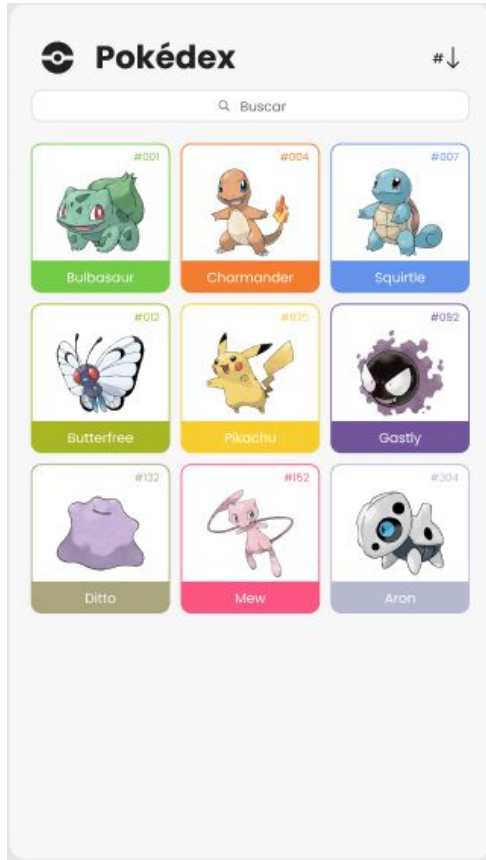 Pokédex #↓
Buscar
#001 #004 #007
Bulbasaur Charmander Squirtle
#012 #025 #092
Butterfree Pikachu Gastly
#132 #152 #304
Ditto Mew Aron